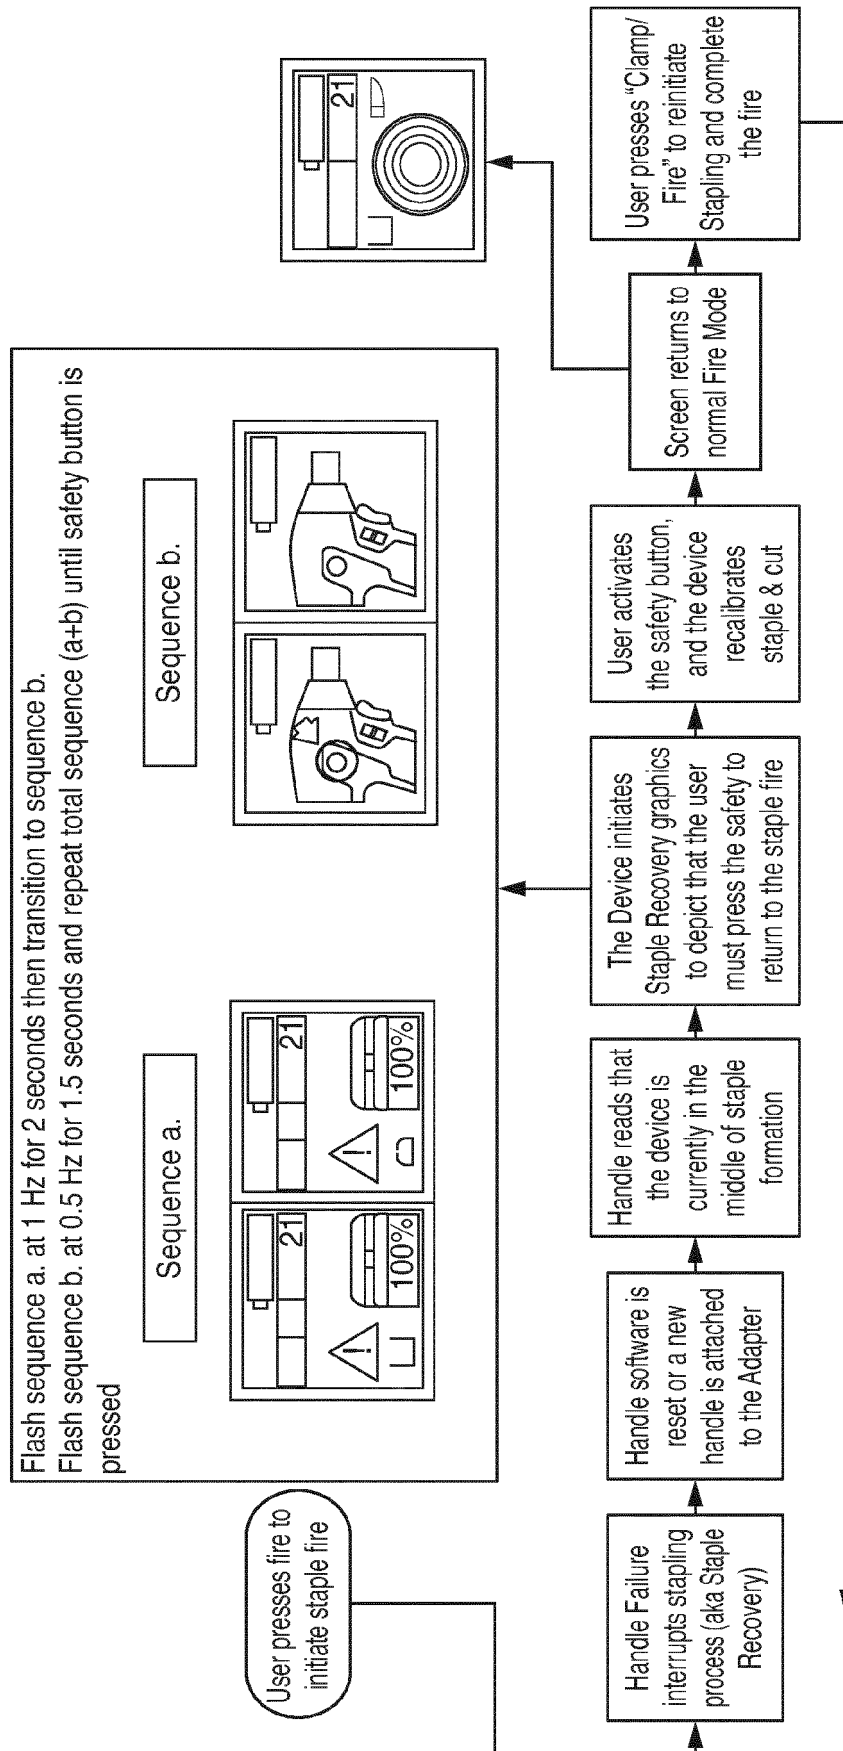 Flash sequence a. at 1 Hz for 2 seconds then transition to sequence b.
Flash sequence b. at 0.5 Hz for 1.5 seconds and repeat total sequence (a+b) until safety button is
pressed
Sequence a.
21
100%
!
21
100%
!
Sequence b.
21
User presses fire to
initiate staple fire
Handle Failure
interrupts stapling
process (aka Staple
Recovery)
Handle software is
reset or a new
handle is attached
to the Adapter
Handle reads that
the device is
currently in the
middle of staple
formation
The Device initiates
Staple Recovery graphics
to depict that the user
must press the safety to
return to the staple fire
User activates
the safety button,
and the device
recalibrates
staple & cut
Screen returns to
normal Fire Mode
User presses “Clamp/
Fire” to reinitiate
Stapling and complete
the fire